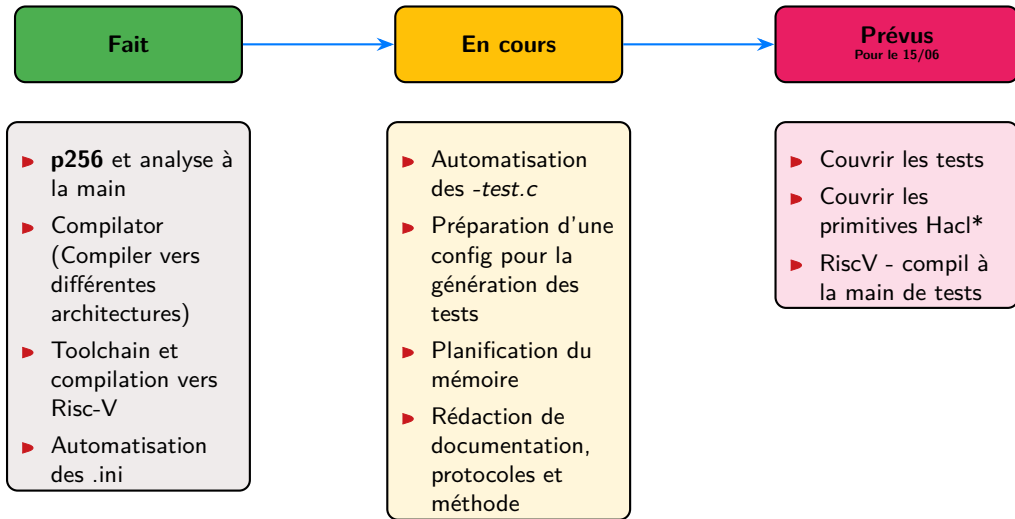 Fait
p256 et analyse à
la main
Compilator
(Compiler vers
différentes
architectures)
Toolchain et
compilation vers
Risc-V
Automatisation
des .ini
En cours
Automatisation
des -test.c
Préparation d'une
config pour la
génération des
tests
Planification du
mémoire
Rédaction de
documentation,
protocoles et
méthode
Prévus
Pour le 15/06
Couvrir les tests
Couvrir les
primitives Hacl*
RiscV - compil à
la main de tests